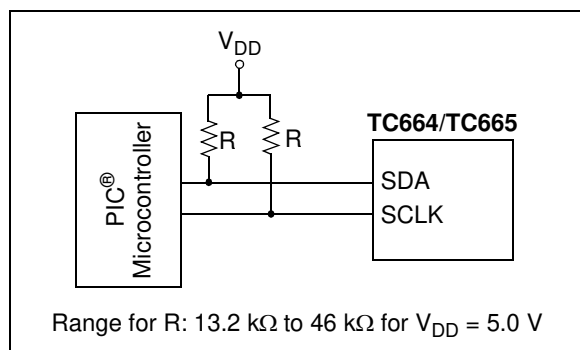 VDD
R
R
TC664/TC665
PIC®
Microcontroller
SDA
SCLK
Range for R: 13.2 kΩ to 46 kΩ for VDD = 5.0 V